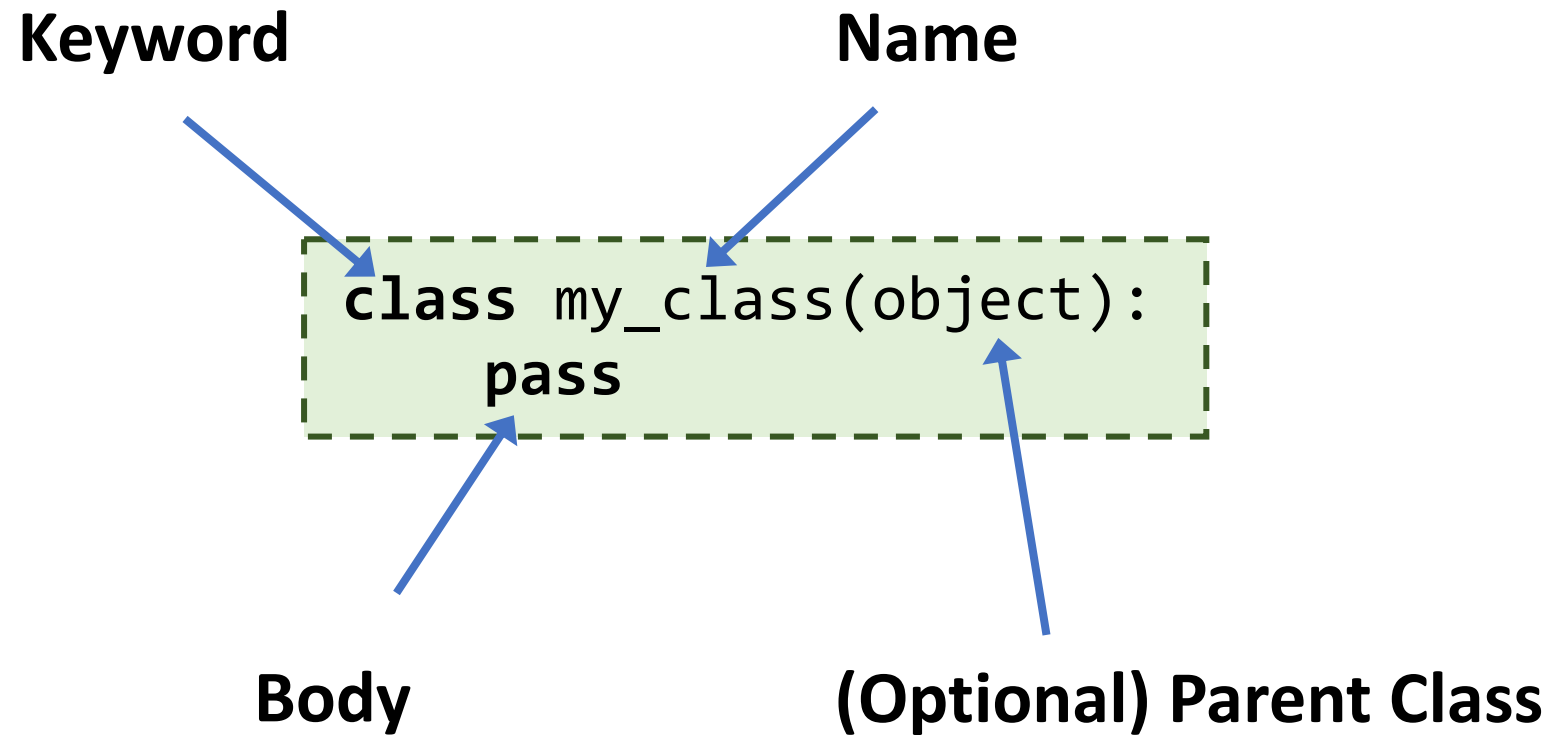 Keyword
Name
class my_class(object):
    pass
Body
(Optional) Parent Class